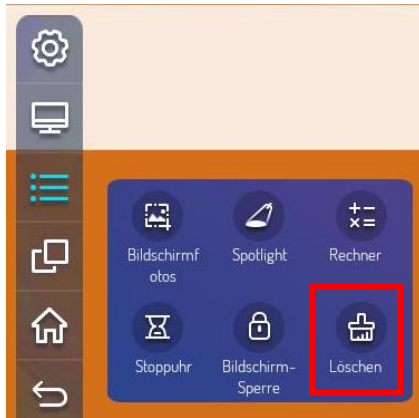 Bildschirmf
otos
Spotlight
Rechner
Stoppuhr
Bildschirm-
Sperre
Löschen